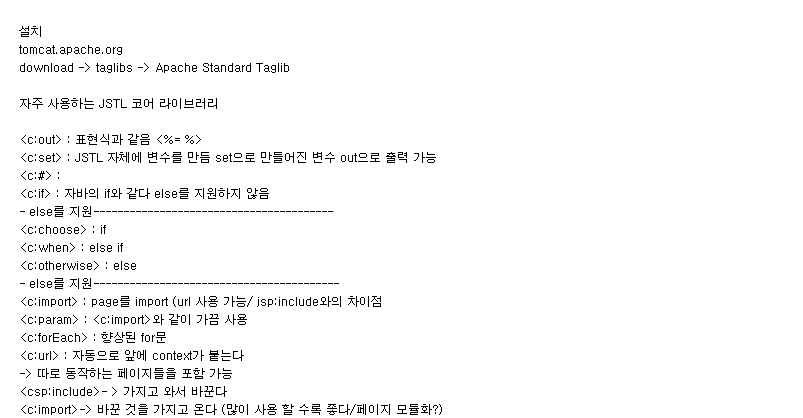 설치
tomcat.apache.org
download -> taglibs -> Apache Standard Taglib
자주 사용하는 JSTL 코어 라이브러리
<c:out> : 표현식과 같음 <%= %>
<c:set> : JSTL 자체에 변수를 만듬 set으로 만들어진 변수 out으로 출력 가능
<c:#> :
<c:if> : 자바의 if와 같다 else를 지원하지 않음
- else를 지원----------------------------------------
<c:choose> : if
<c:when> : else if
<c:otherwise> : else
- else를 지원-----------------------------------------
<c:import> : page를 import (url 사용 가능/ jsp:include와의 차이점
<c:param> : <c:import>와 같이 가끔 사용
<c:forEach> : 향상된 for문
<c:url> : 자동으로 앞에 context가 붙는다
-> 따로 동작하는 페이지들을 포함 가능
<csp:include>- > 가지고 와서 바꾼다
<c:import>-> 바꾼 것을 가지고 온다 (많이 사용 할 수록 좋다/페이지 모듈화?)